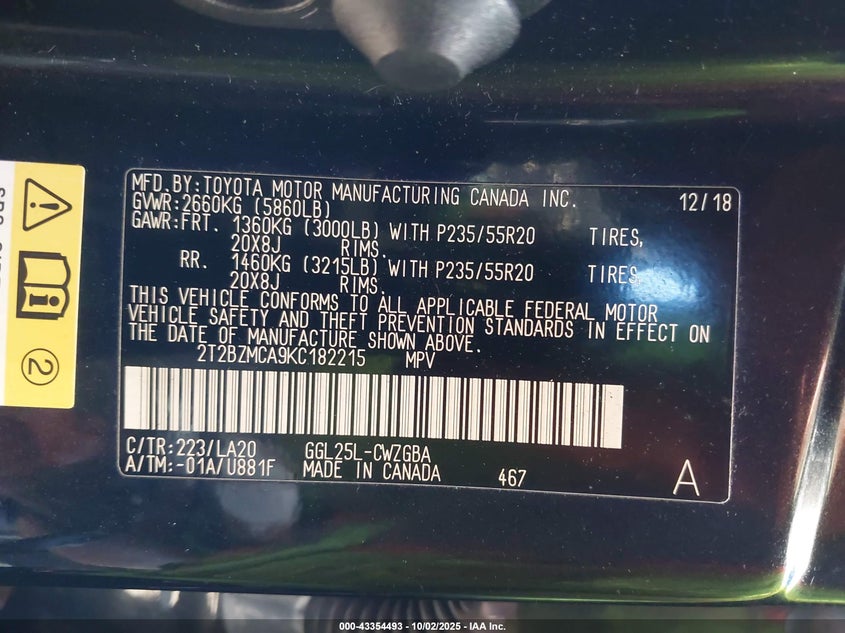 MFD.BY:TOYOTA MOTOR MANUFACTURING CANADA INC. 12/18
GVWR:2660KG (5860LB)
GAWR:FRT. 1360KG (3000LB) WITH P235/55R20 TIRES,
20X8J RIMS.
RR. 1460KG (3215LB) WITH P235/55R20 TIRES,
20X8J RIMS.
THIS VEHICLE CONFORMS TO ALL APPLICABLE FEDERAL MOTOR
VEHICLE SAFETY AND THEFT PREVENTION STANDARDS IN EFFECT ON
THE DATE OF MANUFACTURE SHOWN ABOVE.
2T2BZMCA9KC182215 MPV
C/TR:223/LA20 GGL25L-CWZGBA
A/TM:-01A/U881F MADE IN CANADA 467 A
2
000-43354493 - 10/02/2025 - IAA Inc.